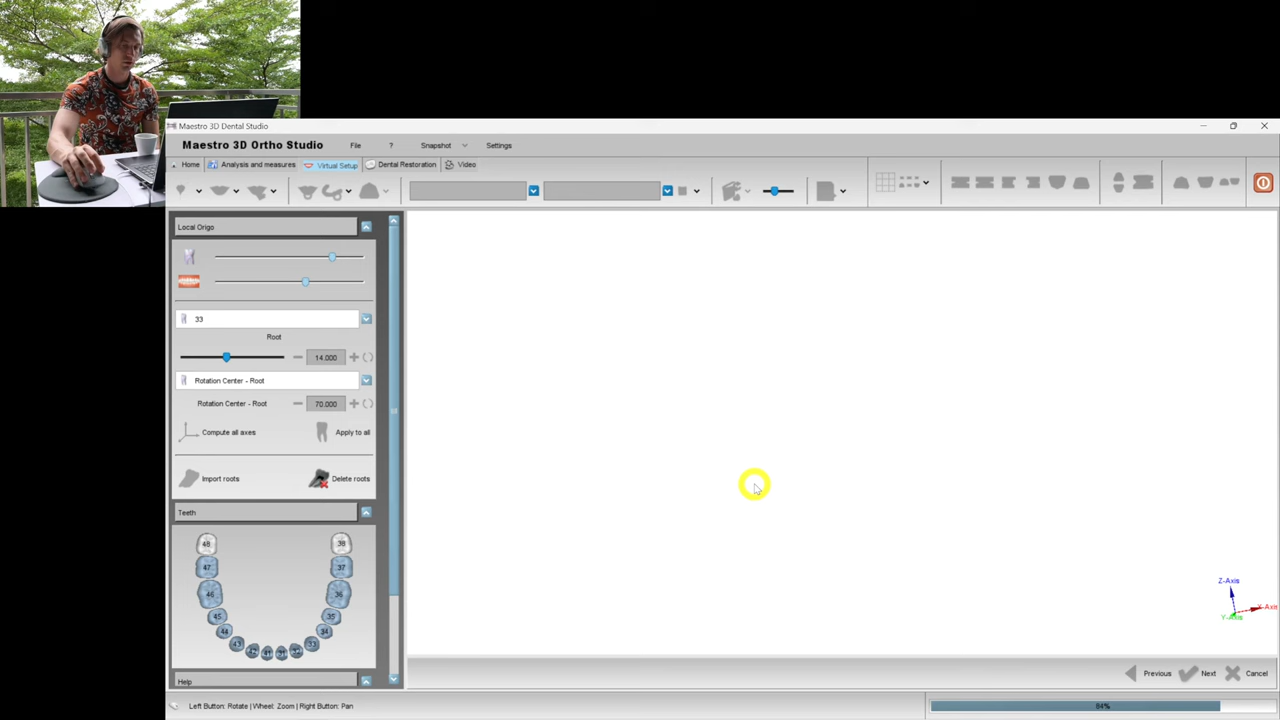 Maestro 3D Dental Studio
Maestro 3D Ortho Studio File ? Snapshot Settings
Home Analysis and measures Virtual Setup Dental Restoration Video
Local Origo
33
Root
14.000
Rotation Center - Root
Rotation Center - Root 70.000
Compute all axes Apply to all
Import roots Delete roots
Teeth
48 38
47 37
46 36
45 35
44 34
43 33
42 41 31 32
Help
Z-Axis
X-Axi
Y-Axis
Previous Next Cancel
Left Button: Rotate | Wheel: Zoom | Right Button: Pan
84%